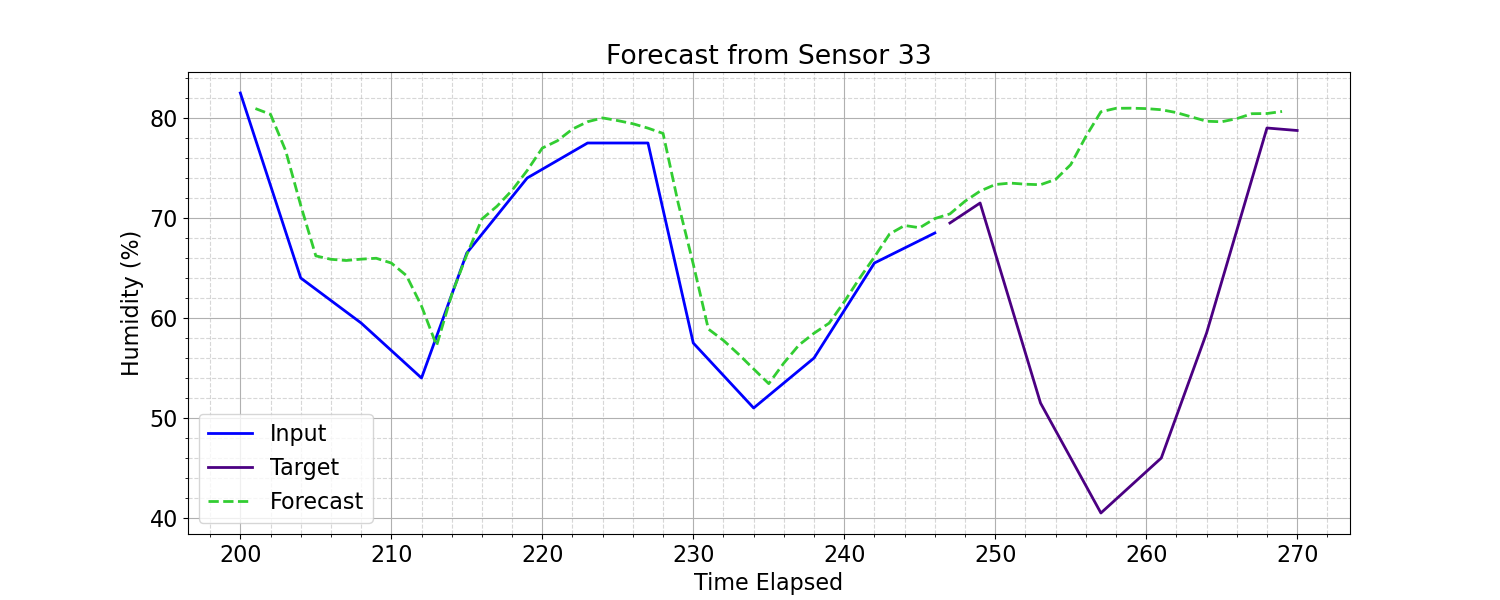 Forecast from Sensor 33
Humidity (%)
80
70
60
50
40
Input
Target
Forecast
200 210 220 230 240 250 260 270
Time Elapsed